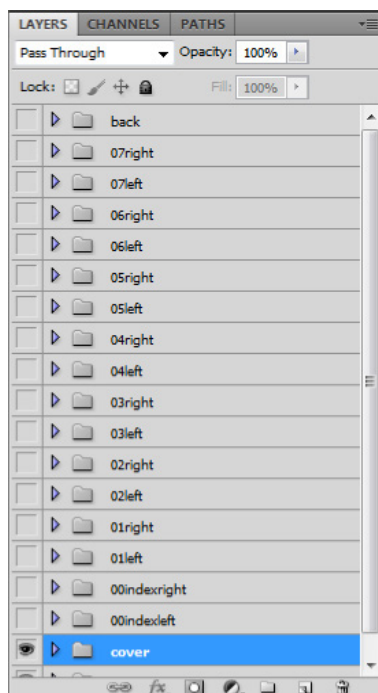 LAYERS CHANNELS PATHS
Pass Through Opacity: 100%
Lock: Fill: 100%
back
07right
07left
06right
06left
05right
05left
04right
04left
03right
03left
02right
02left
01right
01left
00indexright
00indexleft
cover
fx